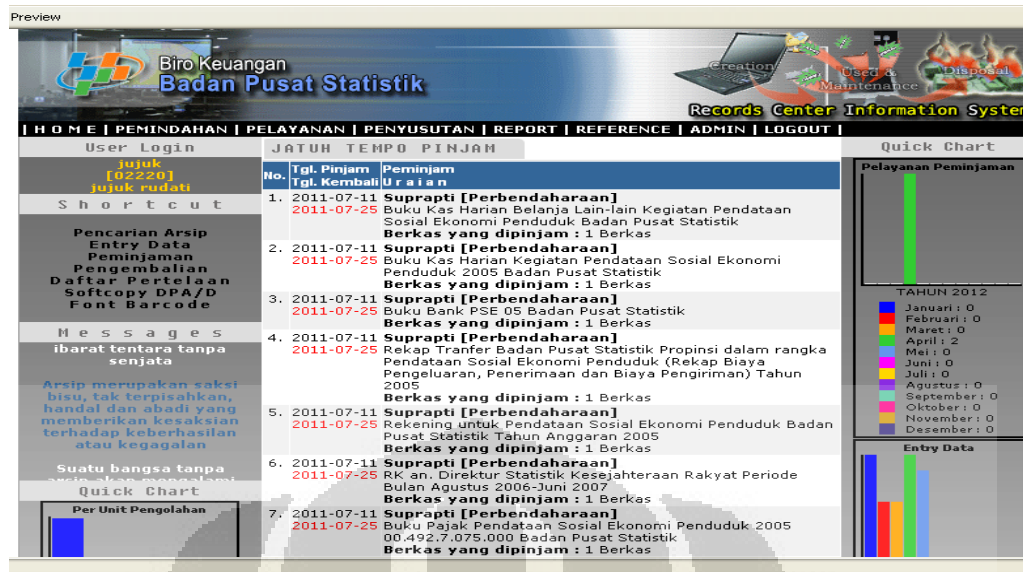 Preview
Biro Keuangan
Badan Pusat Statistik
Creation
Used &
Maintenance
Disposal
Records Center Information System
| H O M E | PEMINDAHAN | PELAYANAN | PENYUSUTAN | REPORT | REFERENCE | ADMIN | LOGOUT |
User Login
jujuk
[02220]
jujuk rudati
Shortcut
Pencarian Arsip
Entry Data
Peminjaman
Pengembalian
Daftar Pertelaan
Softcopy DPA/D
Font Barcode
Messages
ibarat tentara tanpa
senjata
Arsip merupakan saksi
bisu, tak terpisahkan,
handal dan abadi yang
memberikan kesaksian
terhadap keberhasilan
atau kegagalan
Suatu bangsa tanpa
arsip akan mengalami
Quick Chart
Per Unit Pengolahan
JATUH TEMPO PINJAM
No. Tgl. Pinjam Peminjam
Tgl. Kembali U r a i a n
1. 2011-07-11 Suprapti [Perbendaharaan]
2011-07-25 Buku Kas Harian Belanja Lain-lain Kegiatan Pendataan
Sosial Ekonomi Penduduk Badan Pusat Statistik
Berkas yang dipinjam : 1 Berkas
2. 2011-07-11 Suprapti [Perbendaharaan]
2011-07-25 Buku Kas Harian Kegiatan Pendataan Sosial Ekonomi
Penduduk 2005 Badan Pusat Statistik
Berkas yang dipinjam : 1 Berkas
3. 2011-07-11 Suprapti [Perbendaharaan]
2011-07-25 Buku Bank PSE 05 Badan Pusat Statistik
Berkas yang dipinjam : 1 Berkas
4. 2011-07-11 Suprapti [Perbendaharaan]
2011-07-25 Rekap Tranfer Badan Pusat Statistik Propinsi dalam rangka
Pendataan Sosial Ekonomi Penduduk (Rekap Biaya
Pengeluaran, Penerimaan dan Biaya Pengiriman) Tahun
2005
Berkas yang dipinjam : 1 Berkas
5. 2011-07-11 Suprapti [Perbendaharaan]
2011-07-25 Rekening untuk Pendataan Sosial Ekonomi Penduduk Badan
Pusat Statistik Tahun Anggaran 2005
Berkas yang dipinjam : 1 Berkas
6. 2011-07-11 Suprapti [Perbendaharaan]
2011-07-25 RK an. Direktur Statistik Kesejahteraan Rakyat Periode
Bulan Agustus 2006-Juni 2007
Berkas yang dipinjam : 1 Berkas
7. 2011-07-11 Suprapti [Perbendaharaan]
2011-07-25 Buku Pajak Pendataan Sosial Ekonomi Penduduk 2005
00.492.7.075.000 Badan Pusat Statistik
Berkas yang dipinjam : 1 Berkas
Quick Chart
Pelayanan Peminjaman
TAHUN 2012
Januari : 0
Februari : 0
Maret : 0
April : 2
Mei : 0
Juni : 0
Juli : 0
Agustus : 0
September : 0
Oktober : 0
November : 0
Desember : 0
Entry Data